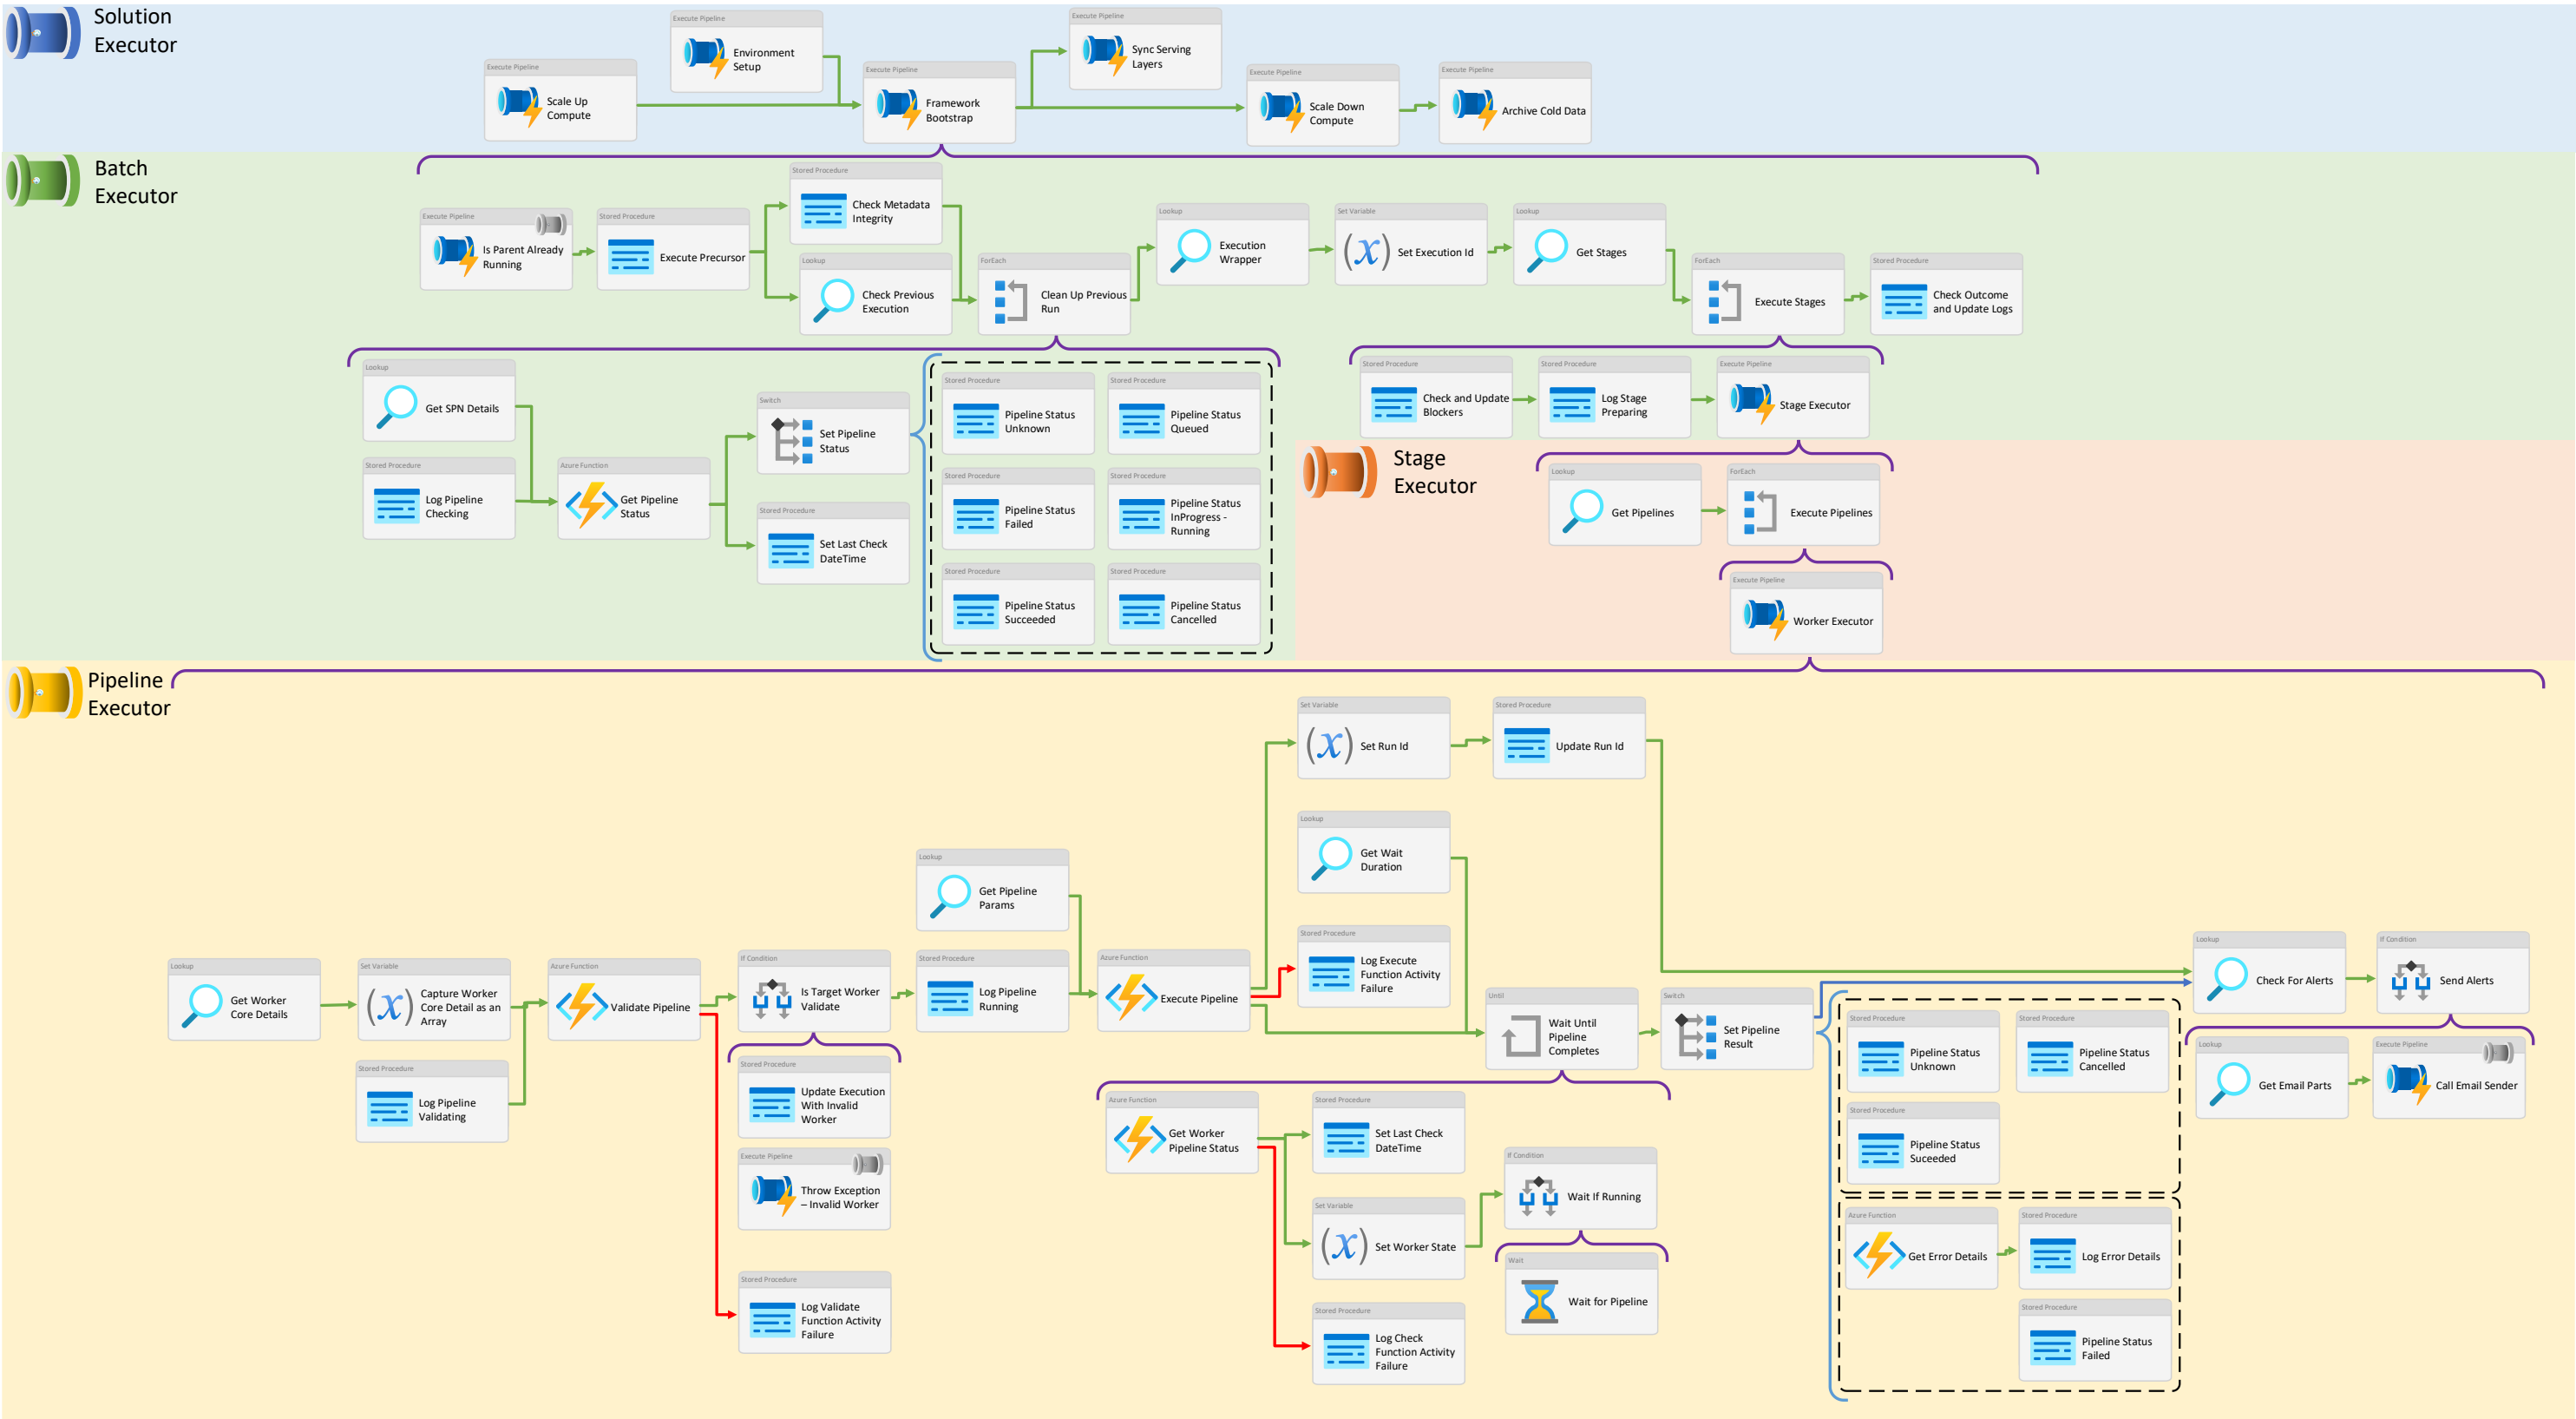 Solution
Executor
Execute Pipeline
Scale Up
Compute
Execute Pipeline
Environment
Setup
Execute Pipeline
Framework
Bootstrap
Execute Pipeline
Sync Serving
Layers
Execute Pipeline
Scale Down
Compute
Execute Pipeline
Archive Cold Data
Batch
Executor
Execute Pipeline
Is Parent Already
Running
Stored Procedure
Execute Precursor
Stored Procedure
Check Metadata
Integrity
Lookup
Check Previous
Execution
ForEach
Clean Up Previous
Run
Lookup
Execution
Wrapper
Set Variable
(x)
Set Execution Id
Lookup
Get Stages
ForEach
Execute Stages
Stored Procedure
Check Outcome
and Update Logs
Lookup
Get SPN Details
Stored Procedure
Log Pipeline
Checking
Azure Function
Get Pipeline
Status
Switch
Set Pipeline
Status
Stored Procedure
Set Last Check
DateTime
Stored Procedure
Pipeline Status
Unknown
Stored Procedure
Pipeline Status
Queued
Stored Procedure
Pipeline Status
Failed
Stored Procedure
Pipeline Status
InProgress -
Running
Stored Procedure
Pipeline Status
Succeeded
Stored Procedure
Pipeline Status
Cancelled
Stored Procedure
Check and Update
Blockers
Stored Procedure
Log Stage
Preparing
Execute Pipeline
Stage Executor
Stage
Executor
Lookup
Get Pipelines
ForEach
Execute Pipelines
Execute Pipeline
Worker Executor
Pipeline
Executor
Lookup
Get Worker
Core Details
Set Variable
(x)
Capture Worker
Core Detail as an
Array
Stored Procedure
Log Pipeline
Validating
Azure Function
Validate Pipeline
If Condition
Is Target Worker
Validate
Stored Procedure
Update Execution
With Invalid
Worker
Execute Pipeline
Throw Exception
– Invalid Worker
Stored Procedure
Log Validate
Function Activity
Failure
Lookup
Get Pipeline
Params
Stored Procedure
Log Pipeline
Running
Azure Function
Execute Pipeline
Set Variable
(x)
Set Run Id
Stored Procedure
Update Run Id
Lookup
Get Wait
Duration
Stored Procedure
Log Execute
Function Activity
Failure
Until
Wait Until
Pipeline
Completes
Switch
Set Pipeline
Result
Azure Function
Get Worker
Pipeline Status
Stored Procedure
Set Last Check
DateTime
Set Variable
(x)
Set Worker State
Stored Procedure
Log Check
Function Activity
Failure
If Condition
Wait If Running
Wait
Wait for Pipeline
Stored Procedure
Pipeline Status
Unknown
Stored Procedure
Pipeline Status
Cancelled
Stored Procedure
Pipeline Status
Suceeded
Azure Function
Get Error Details
Stored Procedure
Log Error Details
Stored Procedure
Pipeline Status
Failed
Lookup
Check For Alerts
If Condition
Send Alerts
Lookup
Get Email Parts
Execute Pipeline
Call Email Sender